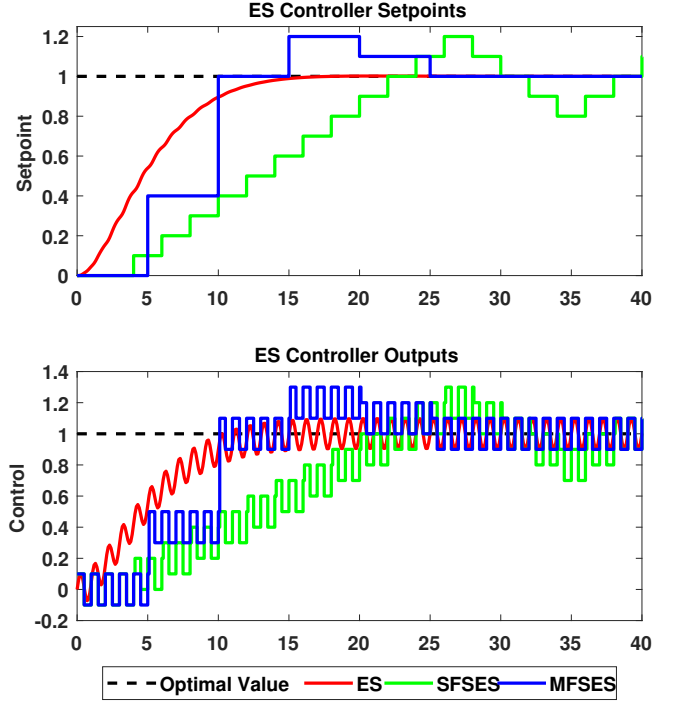 ES Controller Setpoints
Setpoint
1.2
1
0.8
0.6
0.4
0.2
0
0 5 10 15 20 25 30 35 40
ES Controller Outputs
Control
1.4
1.2
1
0.8
0.6
0.4
0.2
0
-0.2
0 5 10 15 20 25 30 35 40
Optimal Value ES SFSES MFSES